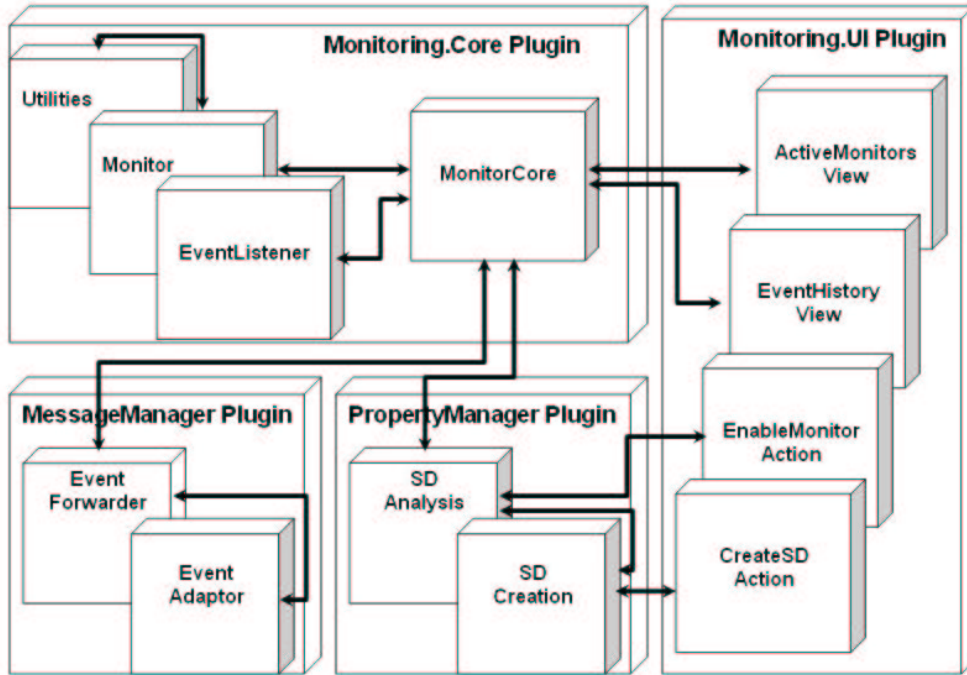 Monitoring.Core Plugin
Utilities
Monitor
EventListener
MonitorCore
Monitoring.UI Plugin
ActiveMonitors
View
EventHistory
View
EnableMonitor
Action
CreateSD
Action
MessageManager Plugin
Event
Forwarder
Event
Adaptor
PropertyManager Plugin
SD
Analysis
SD
Creation